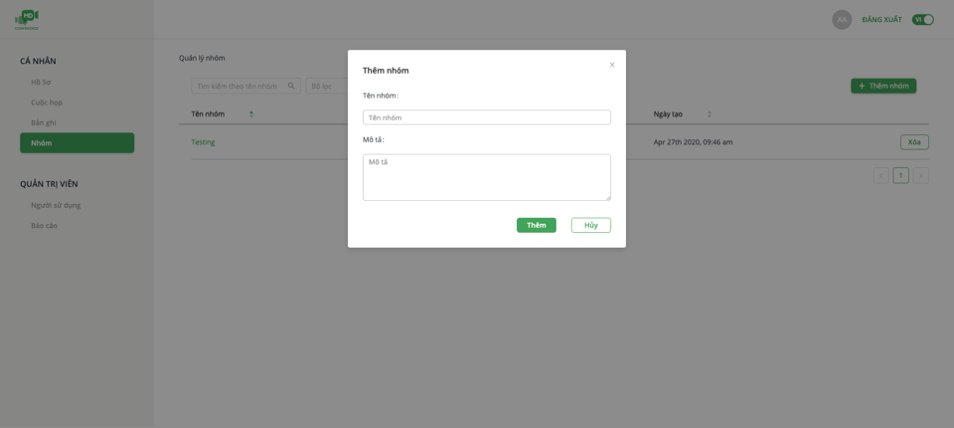 HD
AA
ĐĂNG XUẤT
VI
CÁ NHÂN
Hồ Sơ
Cuộc họp
Bản ghi
Nhóm
QUẢN TRỊ VIÊN
Người sử dụng
Báo cáo
Quản lý nhóm
Tìm kiếm theo tên nhóm
Bộ lọc
+ Thêm nhóm
Tên nhóm
Ngày tạo
Testing
Apr 27th 2020, 09:46 am
Xóa
1
Thêm nhóm
Tên nhóm:
Tên nhóm
Mô tả:
Mô tả
Thêm
Hủy